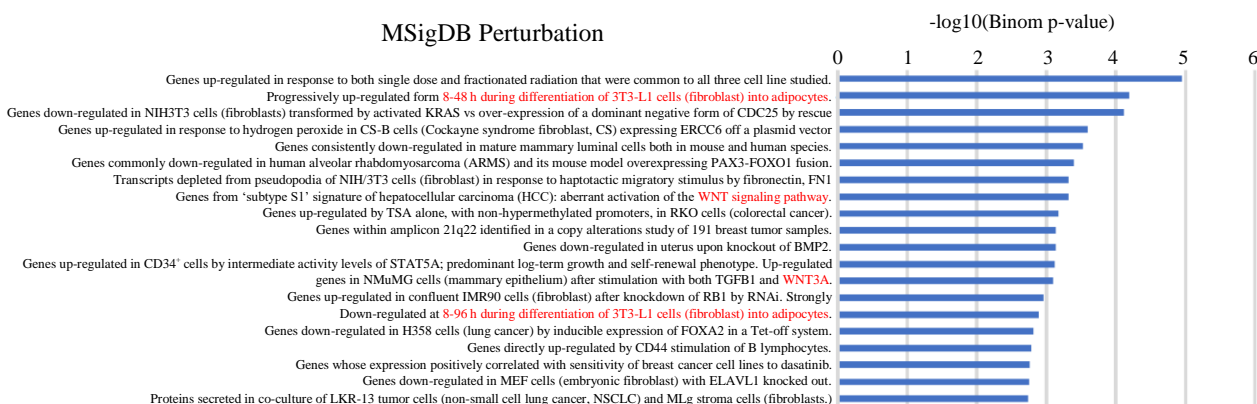 MSigDB Perturbation
-log10(Binom p-value)
0 1 2 3 4 5 6
Genes up-regulated in response to both single dose and fractionated radiation that were common to all three cell line studied.
Progressively up-regulated form 8-48 h during differentiation of 3T3-L1 cells (fibroblast) into adipocytes.
Genes down-regulated in NIH3T3 cells (fibroblasts) transformed by activated KRAS vs over-expression of a dominant negative form of CDC25 by rescue
Genes up-regulated in response to hydrogen peroxide in CS-B cells (Cockayne syndrome fibroblast, CS) expressing ERCC6 off a plasmid vector
Genes consistently down-regulated in mature mammary luminal cells both in mouse and human species.
Genes commonly down-regulated in human alveolar rhabdomyosarcoma (ARMS) and its mouse model overexpressing PAX3-FOXO1 fusion.
Transcripts depleted from pseudopodia of NIH/3T3 cells (fibroblast) in response to haptotactic migratory stimulus by fibronectin, FN1
Genes from ‘subtype S1’ signature of hepatocellular carcinoma (HCC): aberrant activation of the WNT signaling pathway.
Genes up-regulated by TSA alone, with non-hypermethylated promoters, in RKO cells (colorectal cancer).
Genes within amplicon 21q22 identified in a copy alterations study of 191 breast tumor samples.
Genes down-regulated in uterus upon knockout of BMP2.
Genes up-regulated in CD34⁺ cells by intermediate activity levels of STAT5A; predominant log-term growth and self-renewal phenotype. Up-regulated
genes in NMuMG cells (mammary epithelium) after stimulation with both TGFB1 and WNT3A.
Genes up-regulated in confluent IMR90 cells (fibroblast) after knockdown of RB1 by RNAi. Strongly
Down-regulated at 8-96 h during differentiation of 3T3-L1 cells (fibroblast) into adipocytes.
Genes down-regulated in H358 cells (lung cancer) by inducible expression of FOXA2 in a Tet-off system.
Genes directly up-regulated by CD44 stimulation of B lymphocytes.
Genes whose expression positively correlated with sensitivity of breast cancer cell lines to dasatinib.
Genes down-regulated in MEF cells (embryonic fibroblast) with ELAVL1 knocked out.
Proteins secreted in co-culture of LKR-13 tumor cells (non-small cell lung cancer, NSCLC) and MLg stroma cells (fibroblasts.)